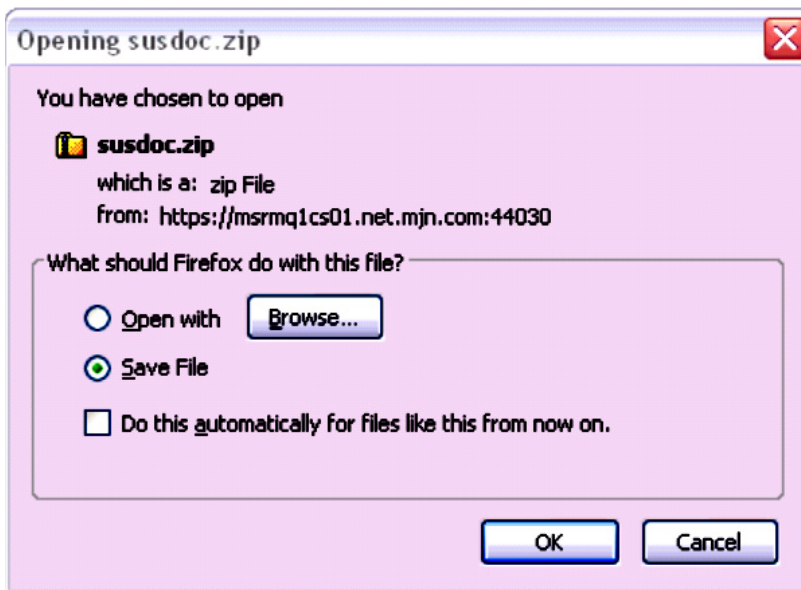 Opening susdoc.zip
You have chosen to open
susdoc.zip
which is a: zip File
from: https://msrmq1cs01.net.mjn.com:44030
What should Firefox do with this file?
Open with Browse...
Save File
Do this automatically for files like this from now on.
OK Cancel